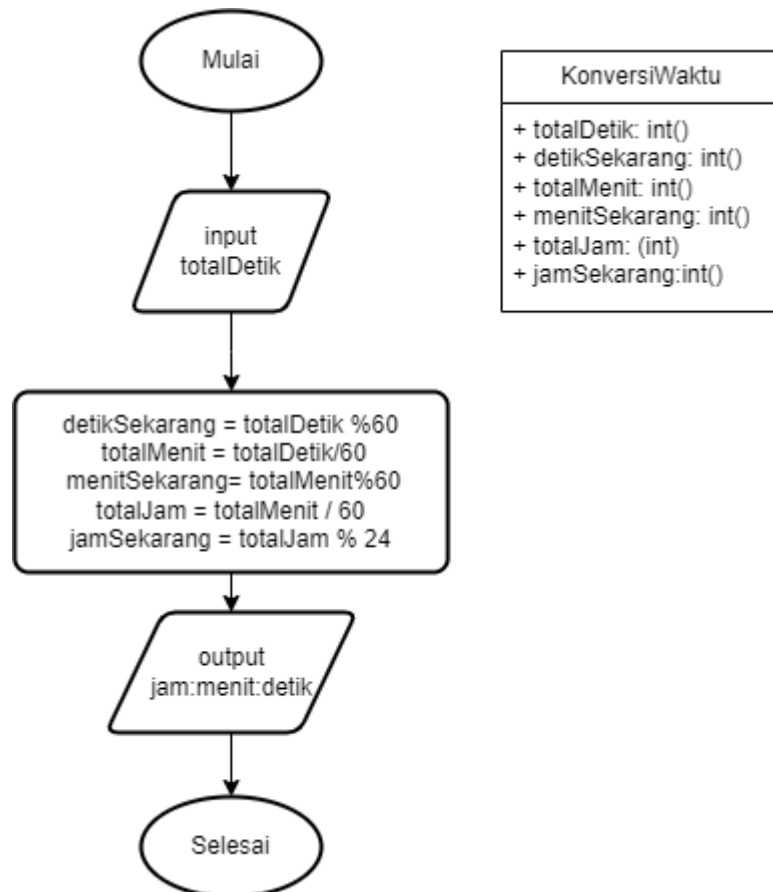 Mulai
input
totalDetik
detikSekarang = totalDetik %60
totalMenit = totalDetik/60
menitSekarang= totalMenit%60
totalJam = totalMenit / 60
jamSekarang = totalJam % 24
output
jam:menit:detik
Selesai
KonversiWaktu
+ totalDetik: int()
+ detikSekarang: int()
+ totalMenit: int()
+ menitSekarang: int()
+ totalJam: (int)
+ jamSekarang:int()